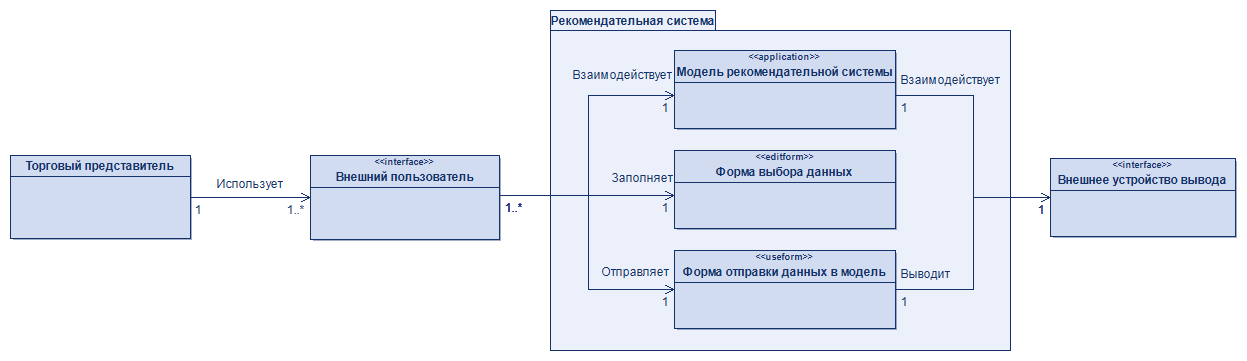 Рекомендательная система
Торговый представитель
Использует
1
1..*
<<interface>>
Внешний пользователь
1..*
Взаимодействует
1
<<application>>
Модель рекомендательной системы
Взаимодействует
1
Заполняет
1
<<editform>>
Форма выбора данных
Отправляет
1
<<useform>>
Форма отправки данных в модель
Выводит
1
1
<<interface>>
Внешнее устройство вывода